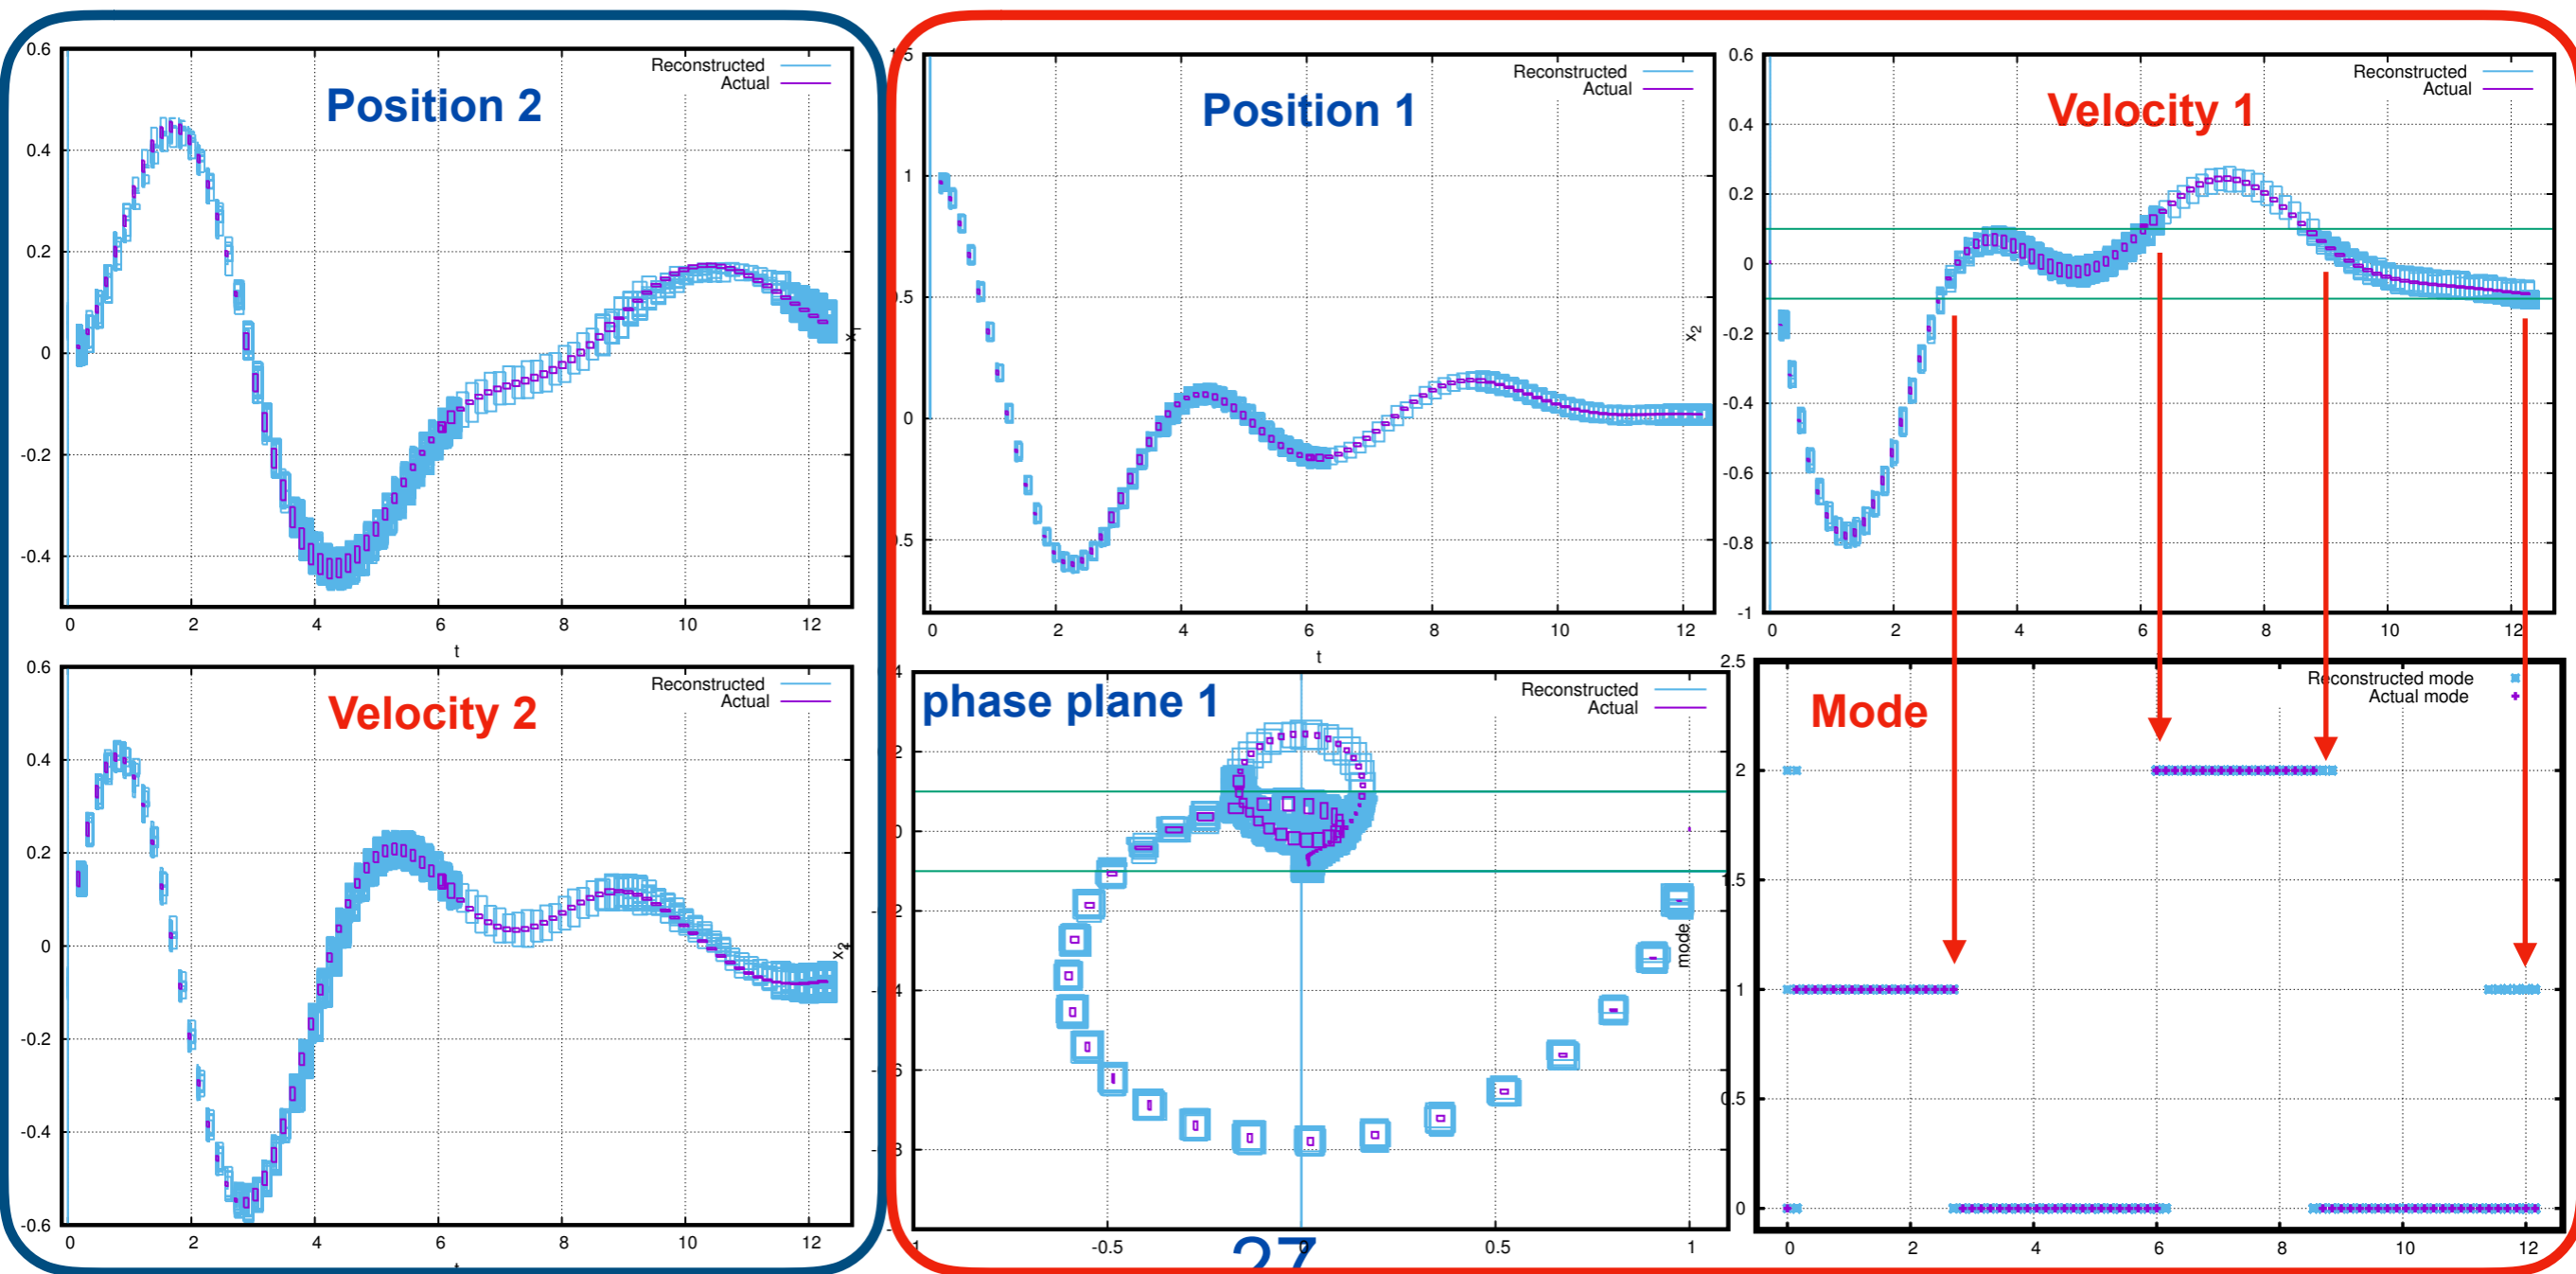 Position 2
Reconstructed
Actual
0.6
0.4
0.2
0
-0.2
-0.4
0 2 4 6 8 10 12
t
x1
Position 1
Reconstructed
Actual
1
0
0 2 4 6 8 10 12
t
x2
Velocity 1
Reconstructed
Actual
0.6
0.4
0.2
0
-0.2
-0.4
-0.6
-0.8
-1
0 2 4 6 8 10 12
Velocity 2
Reconstructed
Actual
0.6
0.4
0.2
0
-0.2
-0.4
-0.6
0 2 4 6 8 10 12
x2
phase plane 1
Reconstructed
Actual
-0.5 0 0.5 1
mode
Mode
Reconstructed mode
Actual mode
2.5
2
1.5
1
0.5
0
0 2 4 6 8 10 12
27